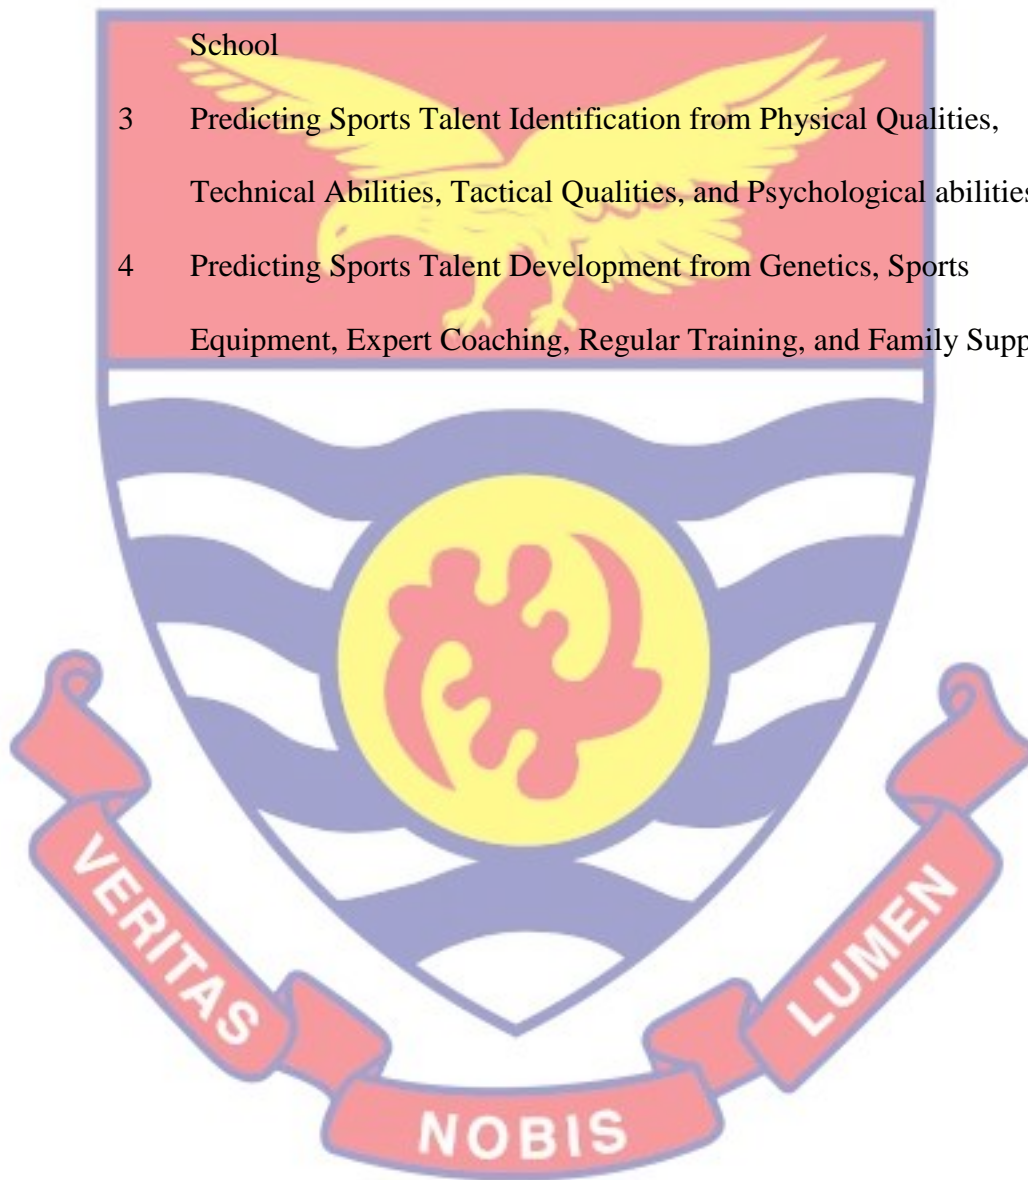 School
3 Predicting Sports Talent Identification from Physical Qualities,
Technical Abilities, Tactical Qualities, and Psychological abilities
4 Predicting Sports Talent Development from Genetics, Sports
Equipment, Expert Coaching, Regular Training, and Family Supp
VERITAS
NOBIS
LUMEN